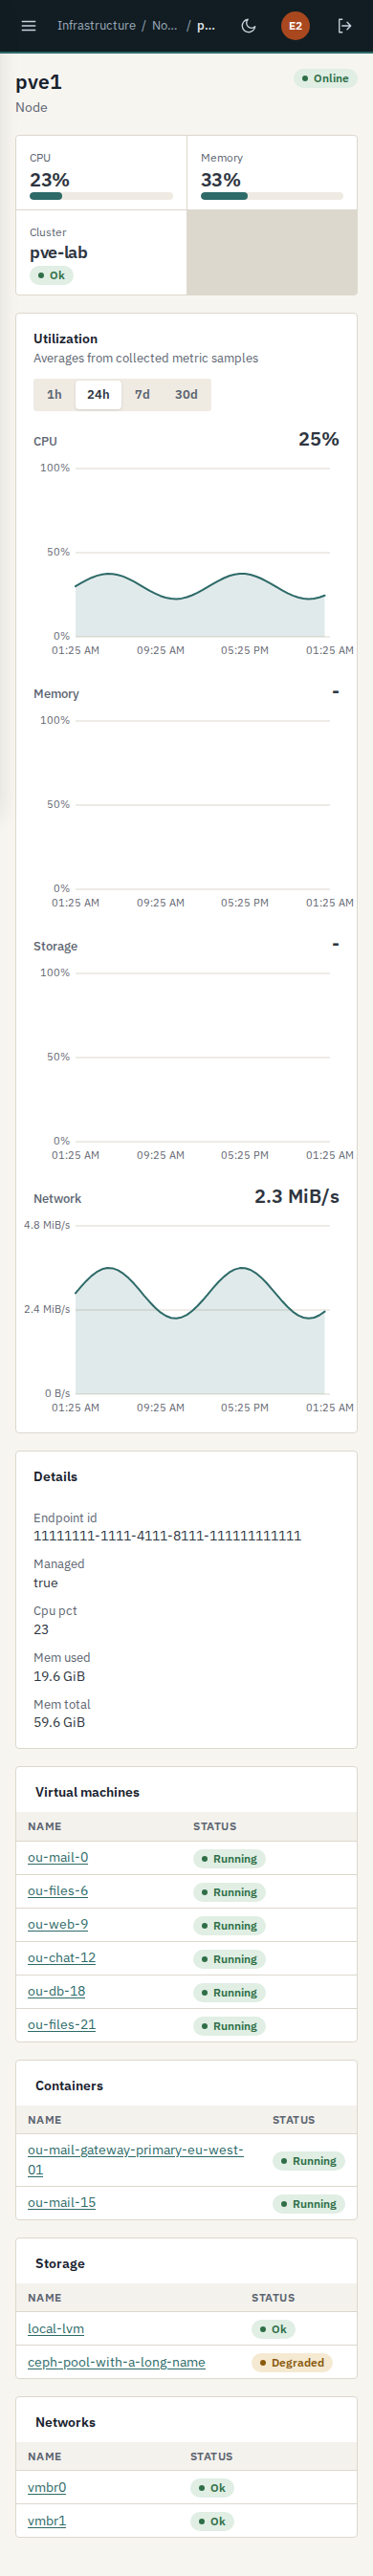 Infrastructure / No... / p...
E2
pve1
Online
Node
CPU
23%
Memory
33%
Cluster
pve-lab
Ok
Utilization
Averages from collected metric samples
1h 24h 7d 30d
CPU 25%
100%
50%
0%
01:25 AM 09:25 AM 05:25 PM 01:25 AM
Memory -
100%
50%
0%
01:25 AM 09:25 AM 05:25 PM 01:25 AM
Storage -
100%
50%
0%
01:25 AM 09:25 AM 05:25 PM 01:25 AM
Network 2.3 MiB/s
4.8 MiB/s
2.4 MiB/s
0 B/s
01:25 AM 09:25 AM 05:25 PM 01:25 AM
Details
Endpoint id
11111111-1111-4111-8111-111111111111
Managed
true
Cpu pct
23
Mem used
19.6 GiB
Mem total
59.6 GiB
Virtual machines
NAME STATUS
ou-mail-0 Running
ou-files-6 Running
ou-web-9 Running
ou-chat-12 Running
ou-db-18 Running
ou-files-21 Running
Containers
NAME STATUS
ou-mail-gateway-primary-eu-west-
01 Running
ou-mail-15 Running
Storage
NAME STATUS
local-lvm Ok
ceph-pool-with-a-long-name Degraded
Networks
NAME STATUS
vmbr0 Ok
vmbr1 Ok